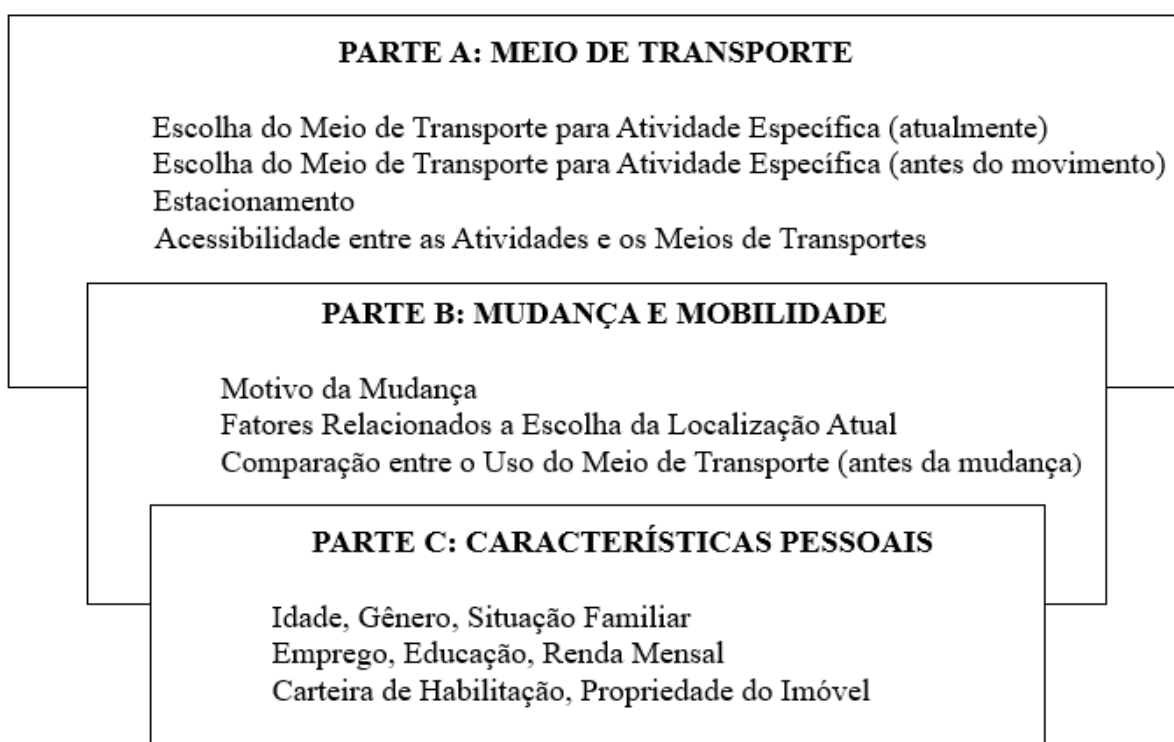 PARTE A: MEIO DE TRANSPORTE
Escolha do Meio de Transporte para Atividade Específica (atualmente)
Escolha do Meio de Transporte para Atividade Específica (antes do movimento)
Estacionamento
Acessibilidade entre as Atividades e os Meios de Transportes
PARTE B: MUDANÇA E MOBILIDADE
Motivo da Mudança
Fatores Relacionados a Escolha da Localização Atual
Comparação entre o Uso do Meio de Transporte (antes da mudança)
PARTE C: CARACTERÍSTICAS PESSOAIS
Idade, Gênero, Situação Familiar
Emprego, Educação, Renda Mensal
Carteira de Habilitação, Propriedade do Imóvel